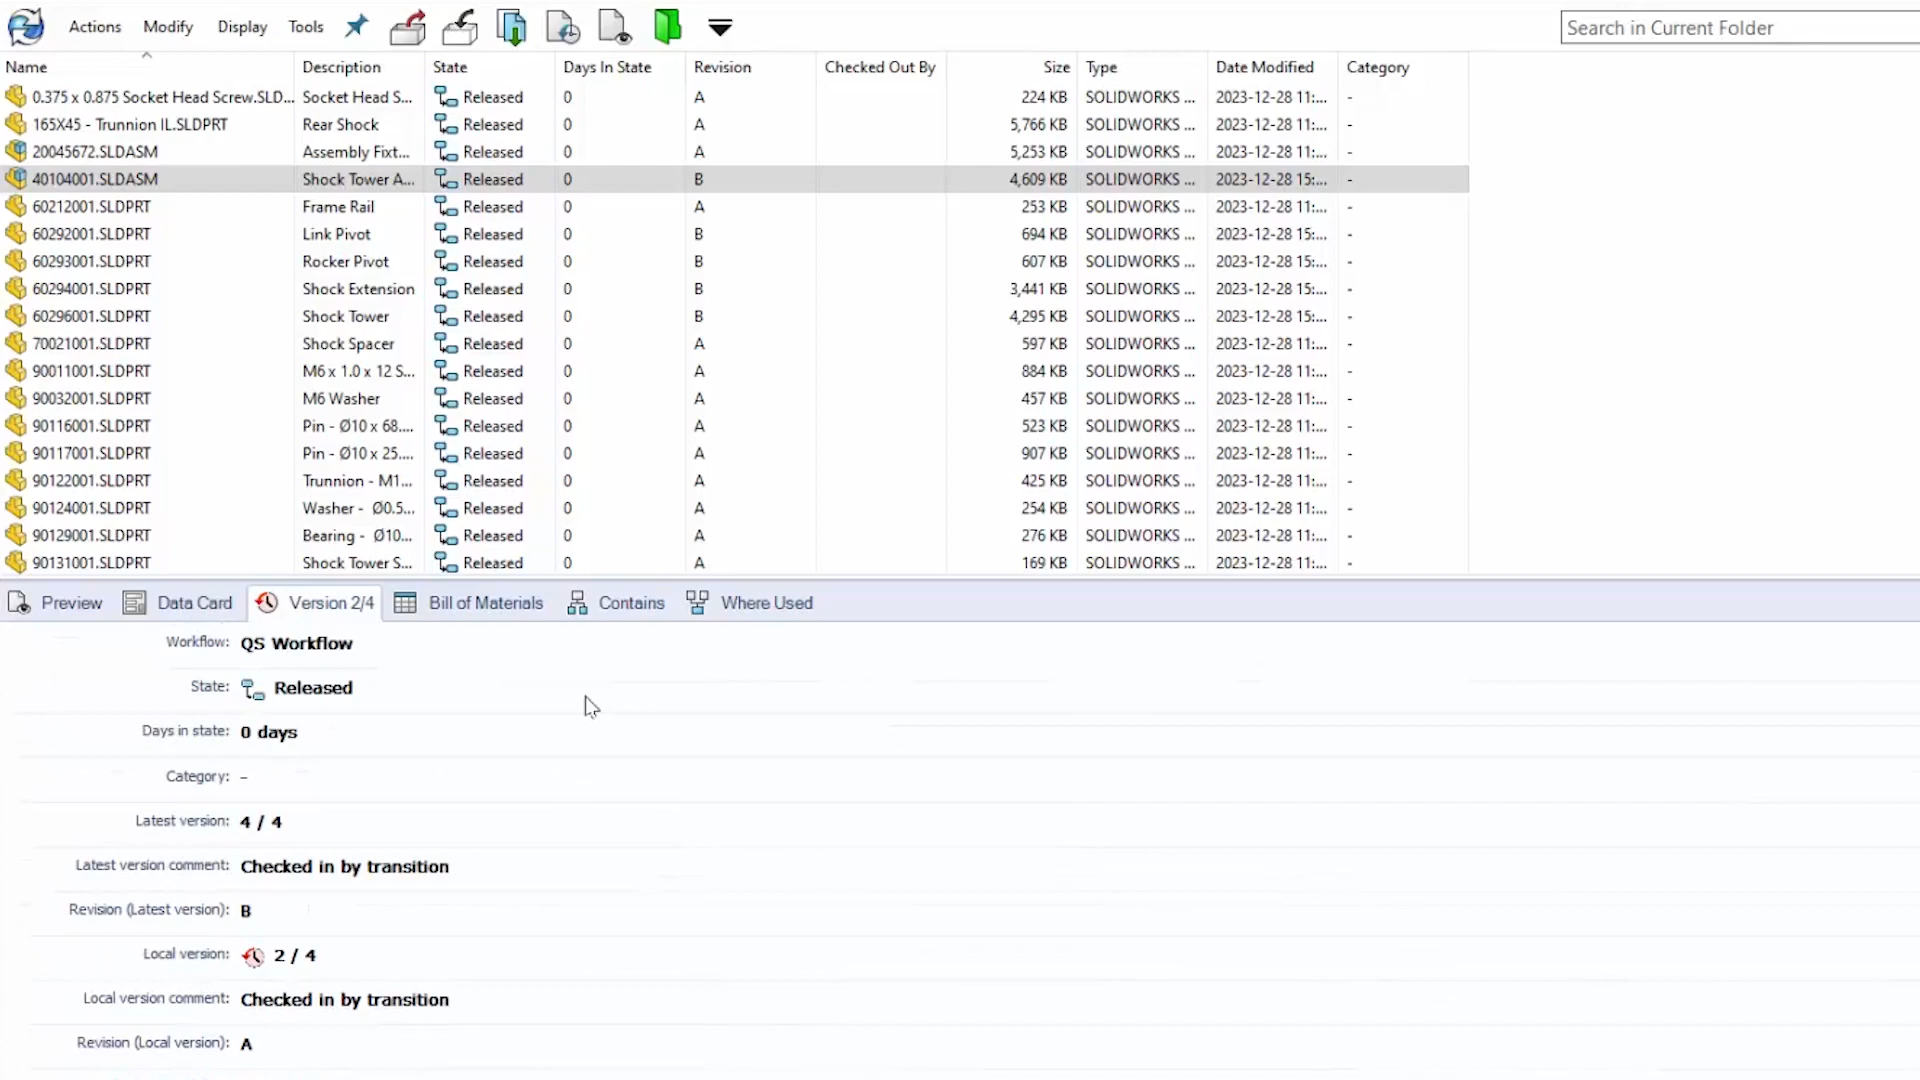 Actions Modify Display Tools Search in Current Folder
Name Description State Days In State Revision Checked Out By Size Type Date Modified Category
0.375 x 0.875 Socket Head Screw.SLD... Socket Head S... Released 0 A 224 KB SOLIDWORKS ... 2023-12-28 11:... -
165X45 - Trunnion IL.SLDPRT Rear Shock Released 0 A 5,766 KB SOLIDWORKS ... 2023-12-28 11:... -
20045672.SLDASM Assembly Fixt... Released 0 A 5,253 KB SOLIDWORKS ... 2023-12-28 11:... -
40104001.SLDASM Shock Tower A... Released 0 B 4,609 KB SOLIDWORKS ... 2023-12-28 15:... -
60212001.SLDPRT Frame Rail Released 0 A 253 KB SOLIDWORKS ... 2023-12-28 11:... -
60292001.SLDPRT Link Pivot Released 0 B 694 KB SOLIDWORKS ... 2023-12-28 15:... -
60293001.SLDPRT Rocker Pivot Released 0 B 607 KB SOLIDWORKS ... 2023-12-28 15:... -
60294001.SLDPRT Shock Extension Released 0 B 3,441 KB SOLIDWORKS ... 2023-12-28 15:... -
60296001.SLDPRT Shock Tower Released 0 B 4,295 KB SOLIDWORKS ... 2023-12-28 15:... -
70021001.SLDPRT Shock Spacer Released 0 A 597 KB SOLIDWORKS ... 2023-12-28 11:... -
90011001.SLDPRT M6 x 1.0 x 12 S... Released 0 A 884 KB SOLIDWORKS ... 2023-12-28 11:... -
90032001.SLDPRT M6 Washer Released 0 A 457 KB SOLIDWORKS ... 2023-12-28 11:... -
90116001.SLDPRT Pin - Ø10 x 68.... Released 0 A 523 KB SOLIDWORKS ... 2023-12-28 11:... -
90117001.SLDPRT Pin - Ø10 x 25.... Released 0 A 907 KB SOLIDWORKS ... 2023-12-28 11:... -
90122001.SLDPRT Trunnion - M1... Released 0 A 425 KB SOLIDWORKS ... 2023-12-28 11:... -
90124001.SLDPRT Washer - Ø0.5... Released 0 A 254 KB SOLIDWORKS ... 2023-12-28 11:... -
90129001.SLDPRT Bearing - Ø10... Released 0 A 276 KB SOLIDWORKS ... 2023-12-28 11:... -
90131001.SLDPRT Shock Tower S... Released 0 A 169 KB SOLIDWORKS ... 2023-12-28 11:... -
Preview Data Card Version 2/4 Bill of Materials Contains Where Used
Workflow: QS Workflow
State: Released
Days in state: 0 days
Category: –
Latest version: 4 / 4
Latest version comment: Checked in by transition
Revision (Latest version): B
Local version: 2 / 4
Local version comment: Checked in by transition
Revision (Local version): A